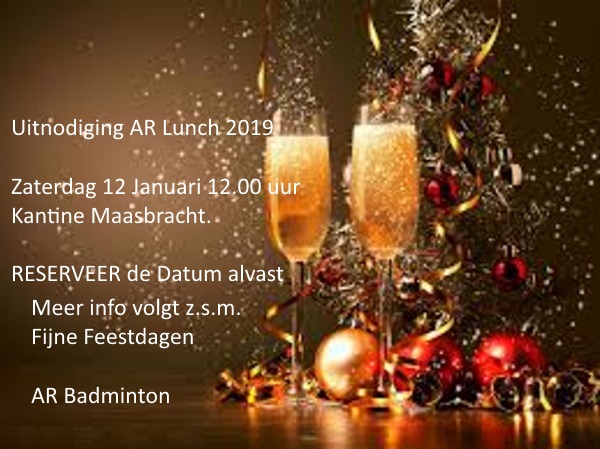 Uitnodiging AR Lunch 2019
Zaterdag 12 Januari 12.00 uur
Kantine Maasbracht.
RESERVEER de Datum alvast
Meer info volgt z.s.m.
Fijne Feestdagen
AR Badminton